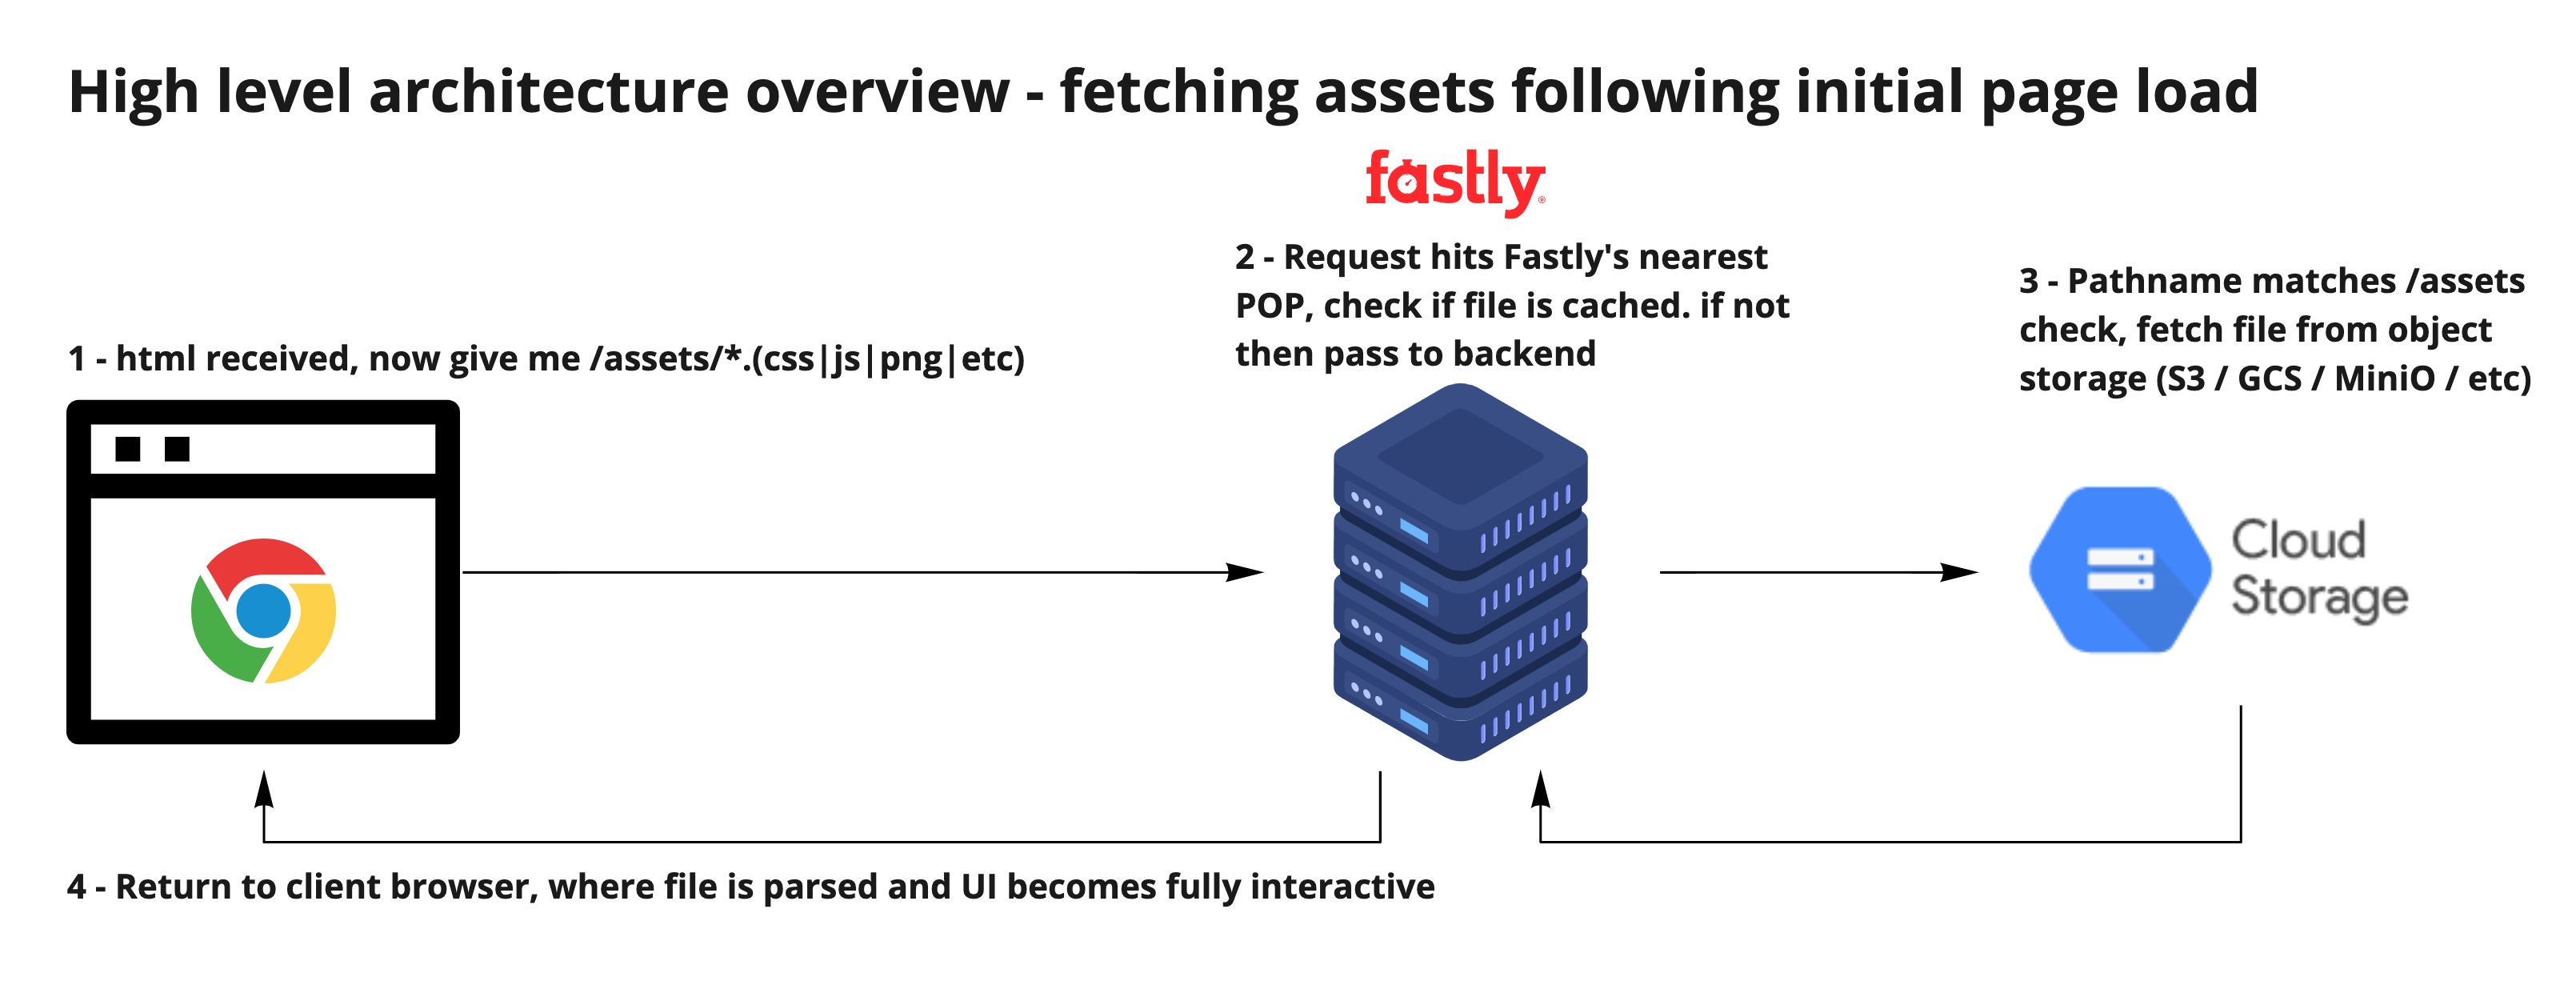 High level architecture overview - fetching assets following initial page load
fastly®
1 - html received, now give me /assets/*.(css|js|png|etc)
2 - Request hits Fastly's nearest
POP, check if file is cached. if not
then pass to backend
3 - Pathname matches /assets
check, fetch file from object
storage (S3 / GCS / MiniO / etc)
Cloud
Storage
4 - Return to client browser, where file is parsed and UI becomes fully interactive